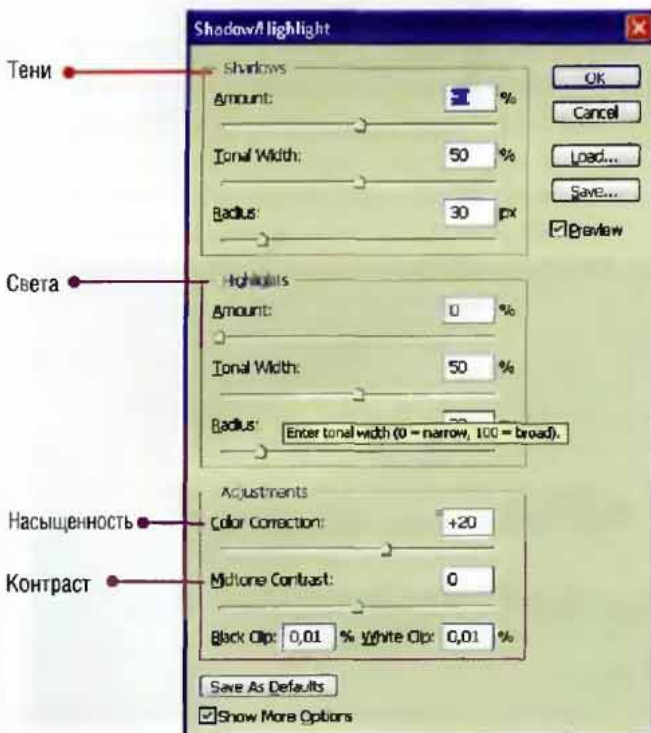 Shadow/Highlight
Тени
Shadows
Amount: %
Tonal Width: 50 %
Radius: 30 px
OK
Cancel
Load...
Save...
Preview
Света
Highlights
Amount: 0 %
Tonal Width: 50 %
Radius:
Enter tonal width (0 = narrow, 100 = broad).
Adjustments
Насыщенность
Color Correction: +20
Контраст
Midtone Contrast: 0
Black Clip: 0,01 % White Clip: 0,01 %
Save As Defaults
Show More Options